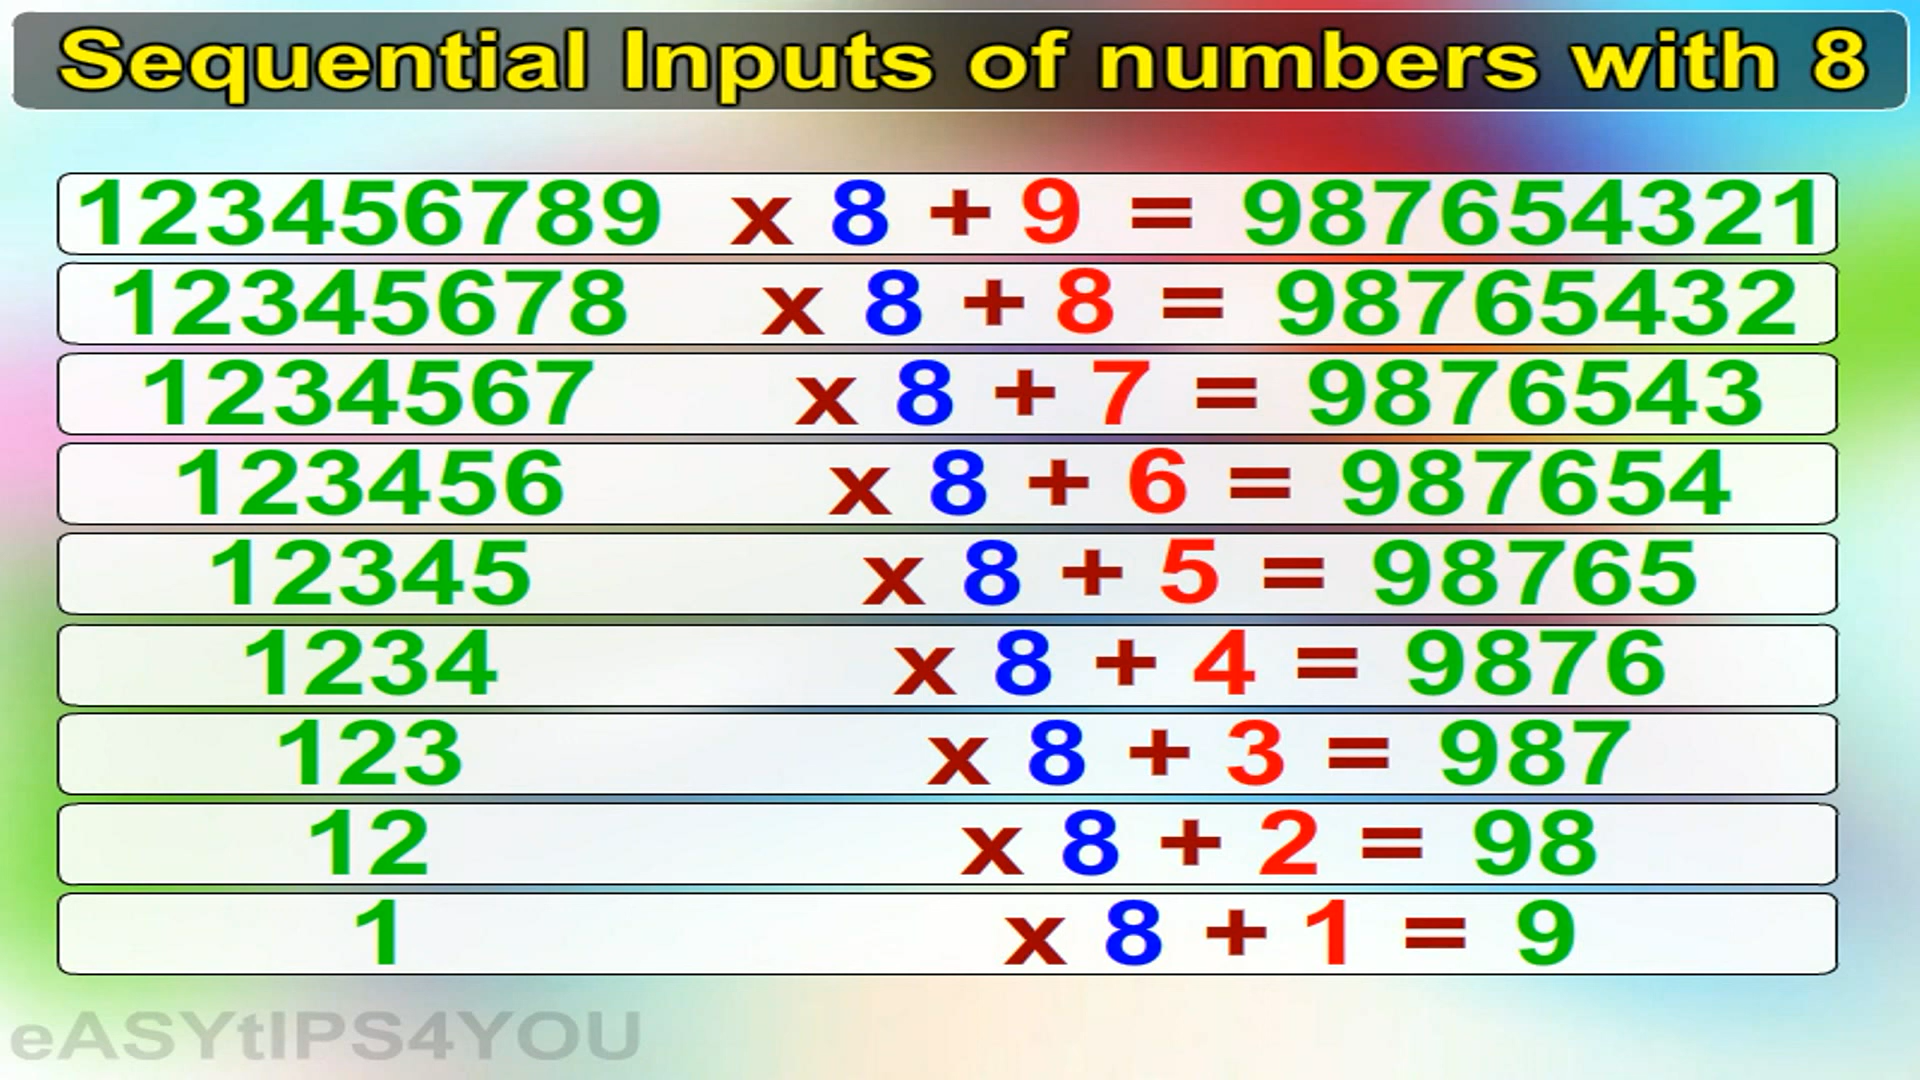 Sequential Inputs of numbers with 8
123456789 x 8 + 9 = 987654321
12345678 x 8 + 8 = 98765432
1234567 x 8 + 7 = 9876543
123456 x 8 + 6 = 987654
12345 x 8 + 5 = 98765
1234 x 8 + 4 = 9876
123 x 8 + 3 = 987
12 x 8 + 2 = 98
1 x 8 + 1 = 9
eASYtIPS4YOU